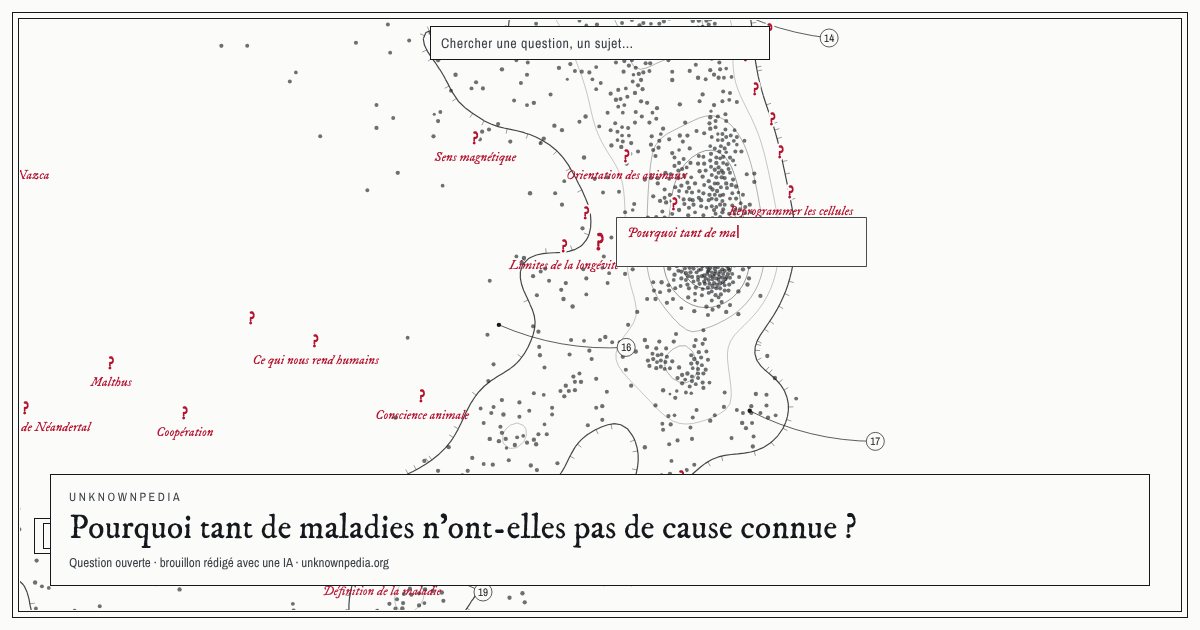 Chercher une question, un sujet...
14
Sens magnétique
Orientation des animaux
Vazca
Reprogrammer les cellules
Pourquoi tant de ma
Limites de la longévité
16
Ce qui nous rend humains
Malthus
Conscience animale
de Néandertal
Coopération
17
UNKNOWNPEDIA
Pourquoi tant de maladies n’ont-elles pas de cause connue ?
Question ouverte · brouillon rédigé avec une IA · unknownpedia.org
Définition de la maladie
19